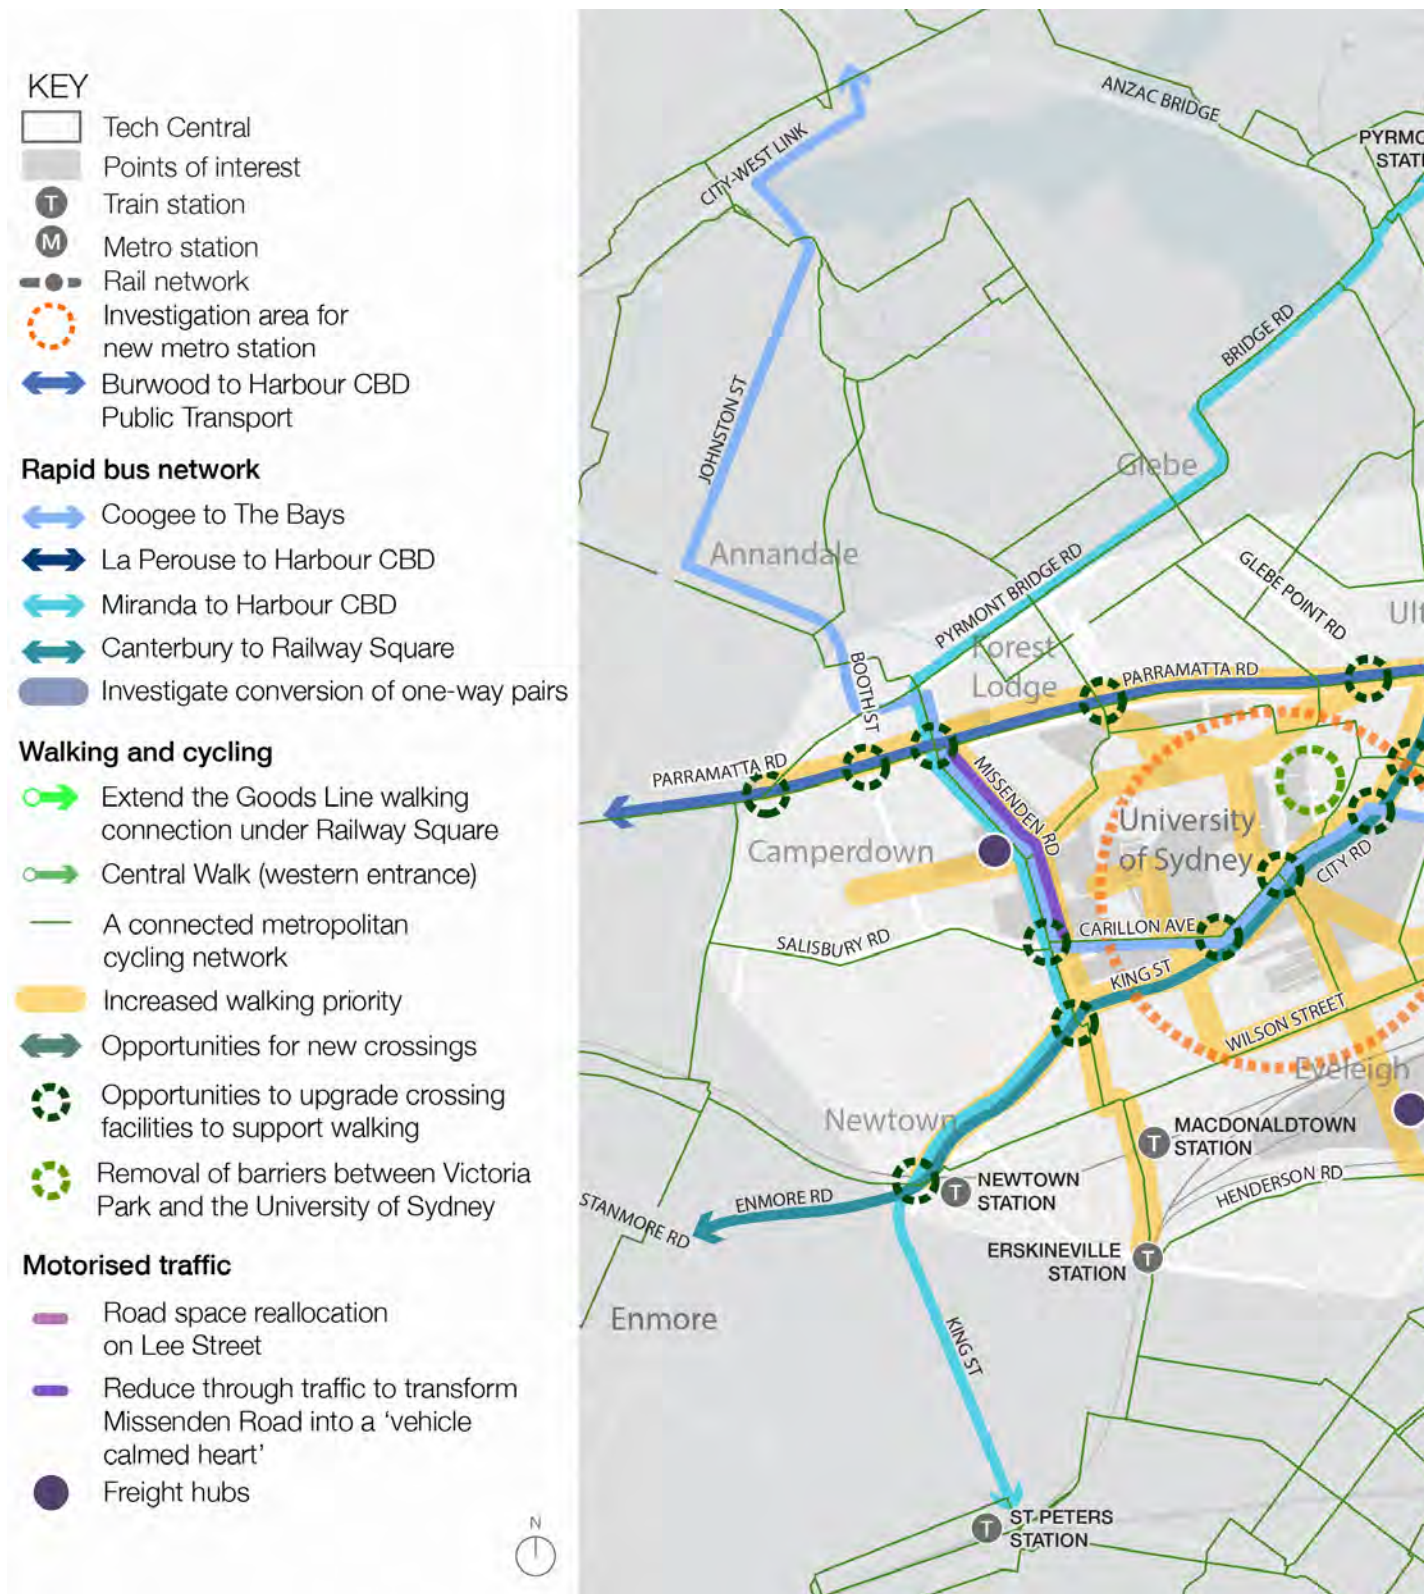 KEY
Tech Central
Points of interest
T
Train station
M
Metro station
Rail network
Investigation area for
new metro station
Burwood to Harbour CBD
Public Transport
Rapid bus network
Coogee to The Bays
La Perouse to Harbour CBD
Miranda to Harbour CBD
Canterbury to Railway Square
Investigate conversion of one-way pairs
Walking and cycling
Extend the Goods Line walking
connection under Railway Square
Central Walk (western entrance)
A connected metropolitan
cycling network
Increased walking priority
Opportunities for new crossings
Opportunities to upgrade crossing
facilities to support walking
Removal of barriers between Victoria
Park and the University of Sydney
Motorised traffic
Road space reallocation
on Lee Street
Reduce through traffic to transform
Missenden Road into a ‘vehicle
calmed heart’
Freight hubs
N
ANZAC BRIDGE
PYRMO
STATI
CITY-WEST LINK
BRIDGE RD
JOHNSTON ST
Glebe
Annandale
GLEBE POINT RD
PYRMONT BRIDGE RD
Ult
Forest
Lodge
BOOTH ST
PARRAMATTA RD
PARRAMATTA RD
MISSENDEN RD
University
of Sydney
Camperdown
CITY RD
CARILLON AVE
SALISBURY RD
KING ST
WILSON STREET
Eveleigh
Newtown
T
MACDONALDTOWN
STATION
T
NEWTOWN
STATION
HENDERSON RD
ENMORE RD
STANMORE RD
ERSKINEVILLE
STATION
T
Enmore
KING ST
T
ST PETERS
STATION